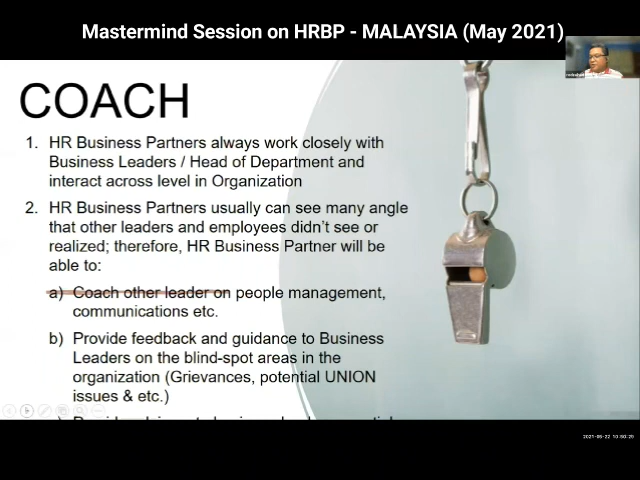 Mastermind Session on HRBP - MALAYSIA (May 2021)
COACH
1. HR Business Partners always work closely with
Business Leaders / Head of Department and
interact across level in Organization
2. HR Business Partners usually can see many angle
that other leaders and employees didn't see or
realized; therefore, HR Business Partner will be
able to:
a) Coach other leader on people management,
communications etc.
b) Provide feedback and guidance to Business
Leaders on the blind-spot areas in the
organization (Grievances, potential UNION
issues & etc.)